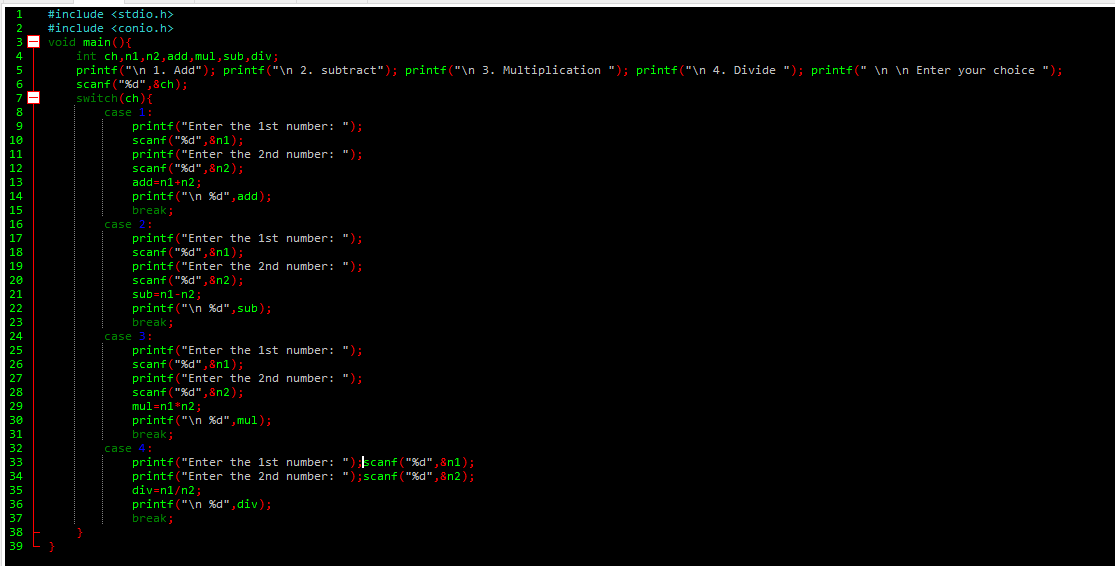 1 #include <stdio.h>
2 #include <conio.h>
3 void main(){
4 int ch,n1,n2,add,mul,sub,div;
5 printf("\n 1. Add"); printf("\n 2. subtract"); printf("\n 3. Multiplication "); printf("\n 4. Divide "); printf(" \n \n Enter your choice ");
6 scanf("%d",&ch);
7 switch(ch){
8 case 1:
9 printf("Enter the 1st number: ");
10 scanf("%d",&n1);
11 printf("Enter the 2nd number: ");
12 scanf("%d",&n2);
13 add=n1+n2;
14 printf("\n %d",add);
15 break;
16 case 2:
17 printf("Enter the 1st number: ");
18 scanf("%d",&n1);
19 printf("Enter the 2nd number: ");
20 scanf("%d",&n2);
21 sub=n1-n2;
22 printf("\n %d",sub);
23 break;
24 case 3:
25 printf("Enter the 1st number: ");
26 scanf("%d",&n1);
27 printf("Enter the 2nd number: ");
28 scanf("%d",&n2);
29 mul=n1*n2;
30 printf("\n %d",mul);
31 break;
32 case 4:
33 printf("Enter the 1st number: ");scanf("%d",&n1);
34 printf("Enter the 2nd number: ");scanf("%d",&n2);
35 div=n1/n2;
36 printf("\n %d",div);
37 break;
38 }
39 }